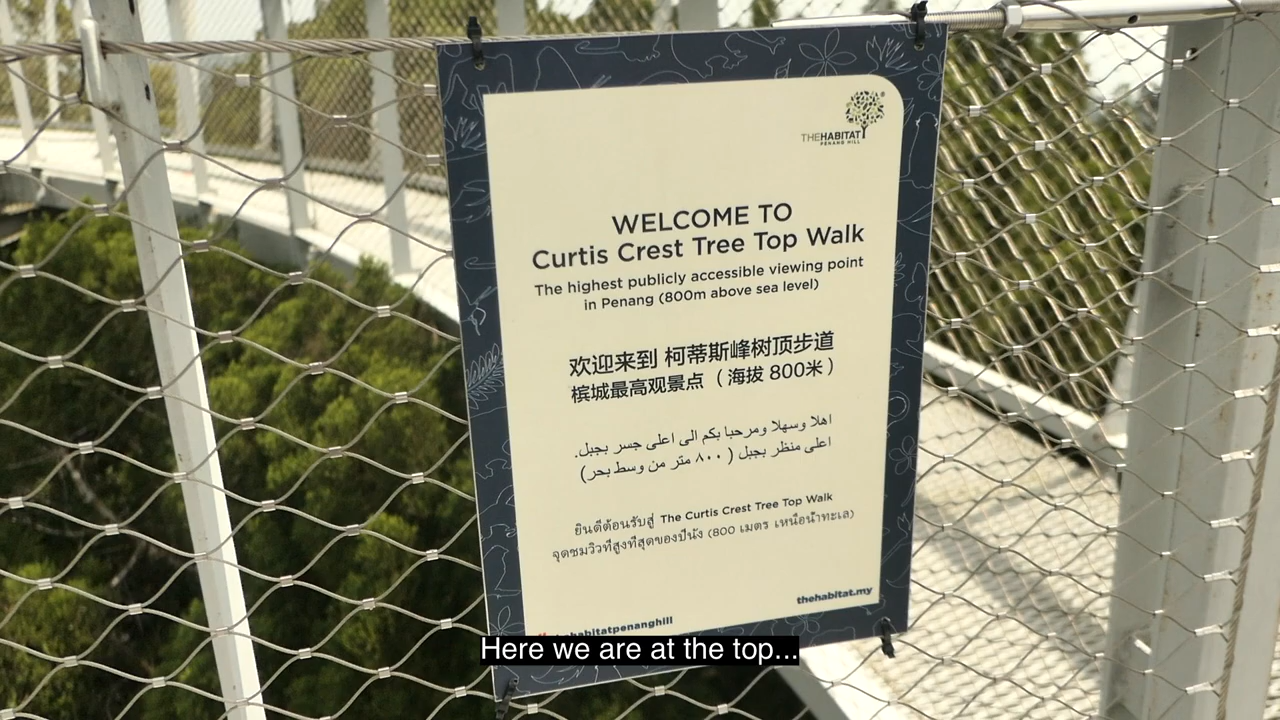 THEHABITAT
PENANG HILL
WELCOME TO
Curtis Crest Tree Top Walk
The highest publicly accessible viewing point
in Penang (800m above sea level)
欢迎来到 柯蒂斯峰树顶步道
槟城最高观景点 （ 海拔 800米 ）
اهلا وسهلا ومرحبا بكم الى اعلى جسر بجبل.
اعلى منظر بجبل ( ٨٠٠ متر من وسط بحر)
ยินดีต้อนรับสู่ The Curtis Crest Tree Top Walk
จุดชมวิวที่สูงที่สุดของปีนัง (800 เมตร เหนือน้ำทะเล)
thehabitat.my
habitatpenanghill
Here we are at the top...